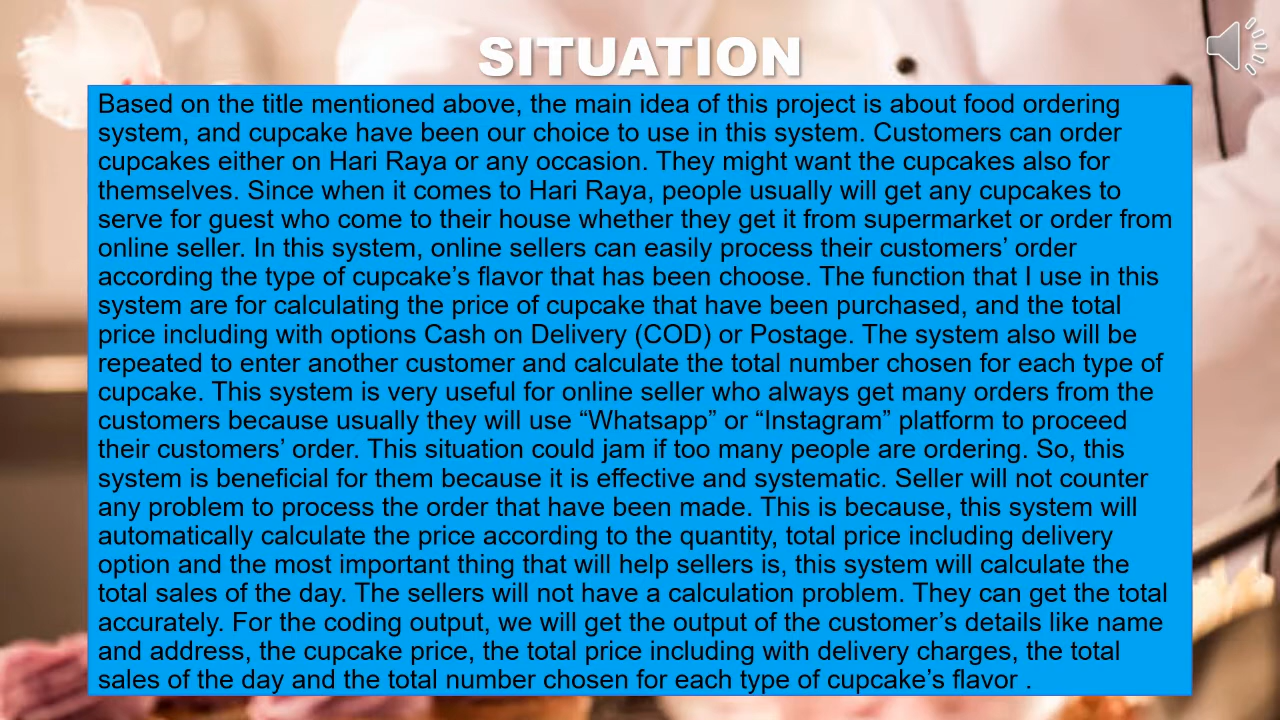 SITUATION
Based on the title mentioned above, the main idea of this project is about food ordering
system, and cupcake have been our choice to use in this system. Customers can order
cupcakes either on Hari Raya or any occasion. They might want the cupcakes also for
themselves. Since when it comes to Hari Raya, people usually will get any cupcakes to
serve for guest who come to their house whether they get it from supermarket or order from
online seller. In this system, online sellers can easily process their customers’ order
according the type of cupcake’s flavor that has been choose. The function that I use in this
system are for calculating the price of cupcake that have been purchased, and the total
price including with options Cash on Delivery (COD) or Postage. The system also will be
repeated to enter another customer and calculate the total number chosen for each type of
cupcake. This system is very useful for online seller who always get many orders from the
customers because usually they will use “Whatsapp” or “Instagram” platform to proceed
their customers’ order. This situation could jam if too many people are ordering. So, this
system is beneficial for them because it is effective and systematic. Seller will not counter
any problem to process the order that have been made. This is because, this system will
automatically calculate the price according to the quantity, total price including delivery
option and the most important thing that will help sellers is, this system will calculate the
total sales of the day. The sellers will not have a calculation problem. They can get the total
accurately. For the coding output, we will get the output of the customer’s details like name
and address, the cupcake price, the total price including with delivery charges, the total
sales of the day and the total number chosen for each type of cupcake’s flavor .